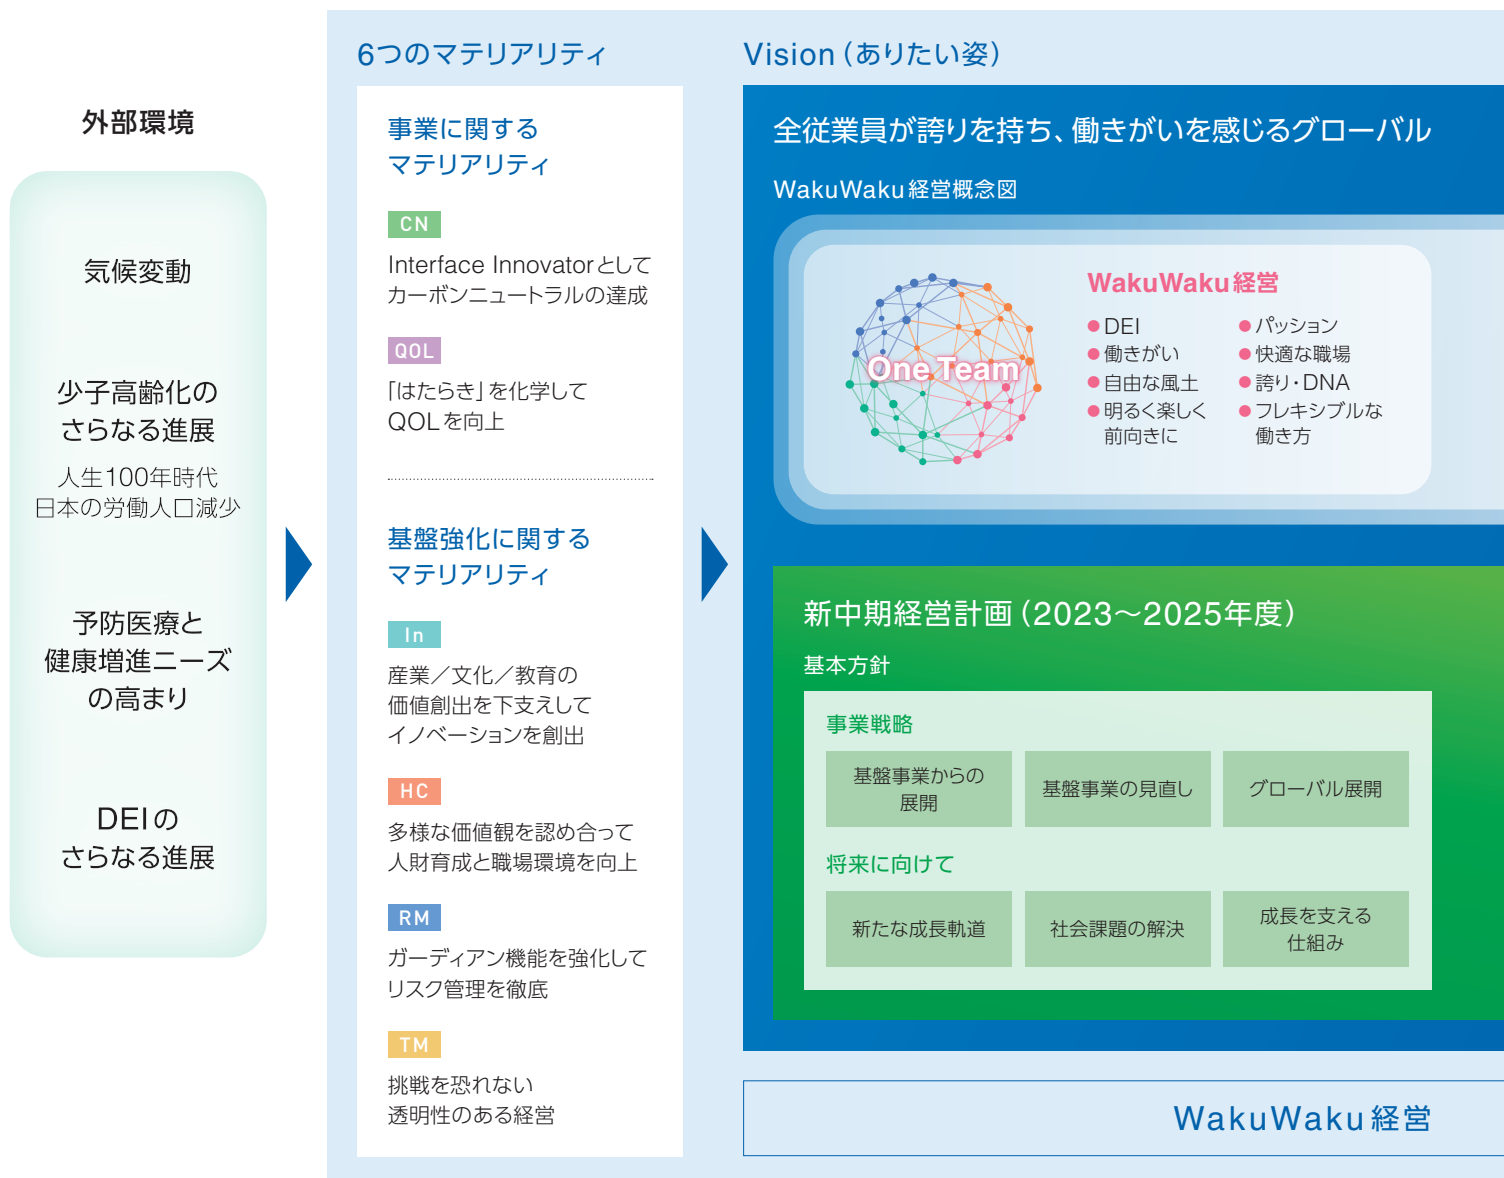 外部環境
気候変動
少子高齢化の
さらなる進展
人生100年時代
日本の労働人口減少
予防医療と
健康増進ニーズ
の高まり
DEIの
さらなる進展
6つのマテリアリティ
事業に関する
マテリアリティ
CN
Interface Innovatorとして
カーボンニュートラルの達成
QOL
「はたらき」を化学して
QOLを向上
基盤強化に関する
マテリアリティ
In
産業／文化／教育の
価値創出を下支えして
イノベーションを創出
HC
多様な価値観を認め合って
人財育成と職場環境を向上
RM
ガーディアン機能を強化して
リスク管理を徹底
TM
挑戦を恐れない
透明性のある経営
Vision（ありたい姿）
全従業員が誇りを持ち、働きがいを感じるグローバル
WakuWaku経営概念図
One Team
WakuWaku経営
●DEI
●働きがい
●自由な風土
●明るく楽しく
前向きに
●パッション
●快適な職場
●誇り・DNA
●フレキシブルな
働き方
新中期経営計画（2023～2025年度）
基本方針
事業戦略
基盤事業からの
展開
基盤事業の見直し
グローバル展開
将来に向けて
新たな成長軌道
社会課題の解決
成長を支える
仕組み
WakuWaku経営